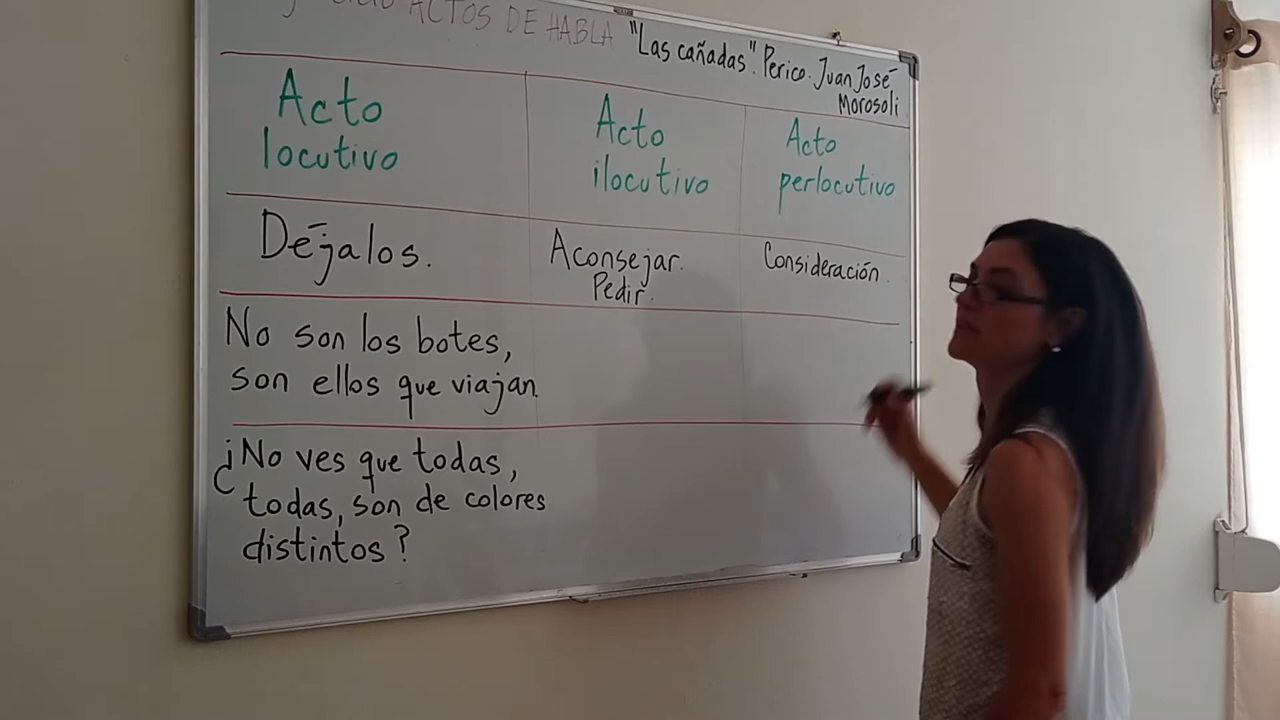 ACTOS DE HABLA "Las cañadas". Perico. Juan José
Morosoli
Acto
locutivo
Acto
ilocutivo
Acto
perlocutivo
Déjalos.
Aconsejar.
Pedir.
Consideración.
No son los botes,
son ellos que viajan.
¿No ves que todas,
todas, son de colores
distintos?